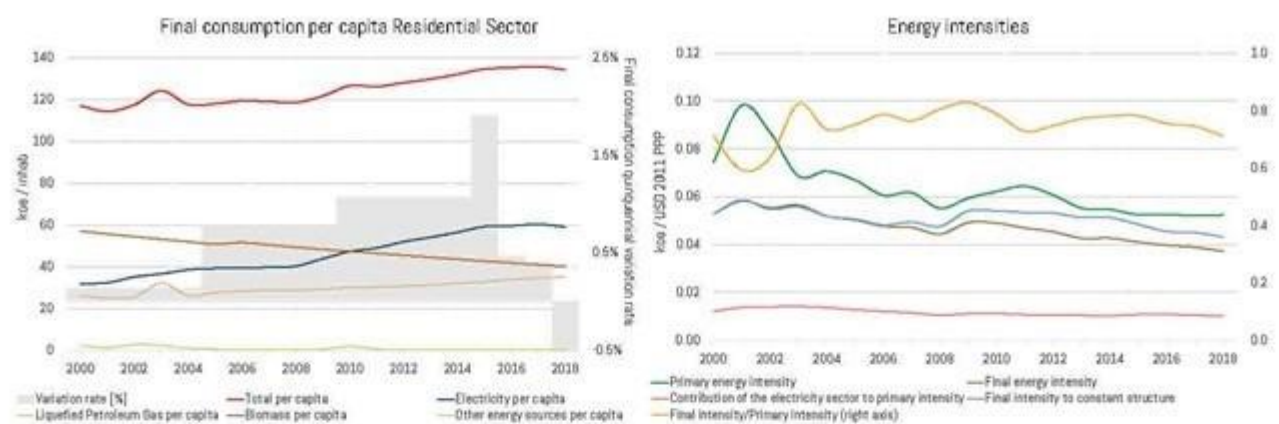 Final consumption per capita Residential Sector
140
120
100
80
60
40
20
0
koe / inhab
2.5%
1.5%
0.5%
-0.5%
Final consumption quinquennial variation rate
2000 2002 2004 2006 2008 2010 2012 2014 2016 2018
Variation rate [%] Total per capita Electricity per capita
Liquefied Petroleum Gas per capita Biomass per capita Other energy sources per capita
Energy intensities
0.12
0.10
0.08
0.06
0.04
0.02
0.00
koe / USD 2011 PPP
1.0
0.8
0.6
0.4
0.2
0.0
2000 2002 2004 2006 2008 2010 2012 2014 2016 2018
Primary energy intensity Final energy intensity
Contribution of the electricity sector to primary intensity Final intensity to constant structure
Final intensity/Primary Intensity (right axis)